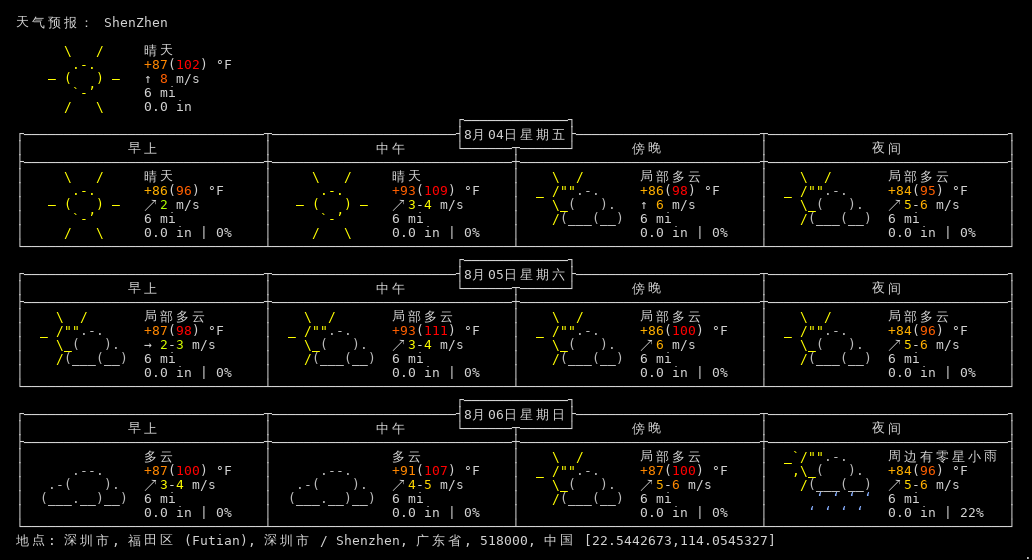 天气预报： ShenZhen
晴天
+87(102) °F
↑ 8 m/s
6 mi
0.0 in
8月04日星期五
早上 中午 傍晚 夜间
晴天 晴天 局部多云 局部多云
+86(96) °F +93(109) °F +86(98) °F +84(95) °F
↗ 2 m/s ↗ 3-4 m/s ↑ 6 m/s ↗ 5-6 m/s
6 mi 6 mi 6 mi 6 mi
0.0 in | 0% 0.0 in | 0% 0.0 in | 0% 0.0 in | 0%
8月05日星期六
早上 中午 傍晚 夜间
局部多云 局部多云 局部多云 局部多云
+87(98) °F +93(111) °F +86(100) °F +84(96) °F
→ 2-3 m/s ↗ 3-4 m/s ↗ 6 m/s ↗ 5-6 m/s
6 mi 6 mi 6 mi 6 mi
0.0 in | 0% 0.0 in | 0% 0.0 in | 0% 0.0 in | 0%
8月06日星期日
早上 中午 傍晚 夜间
多云 多云 局部多云 周边有零星小雨
+87(100) °F +91(107) °F +87(100) °F +84(96) °F
↗ 3-4 m/s ↗ 4-5 m/s ↗ 5-6 m/s ↗ 5-6 m/s
6 mi 6 mi 6 mi 6 mi
0.0 in | 0% 0.0 in | 0% 0.0 in | 0% 0.0 in | 22%
地点: 深圳市, 福田区 (Futian), 深圳市 / Shenzhen, 广东省, 518000, 中国 [22.5442673,114.0545327]